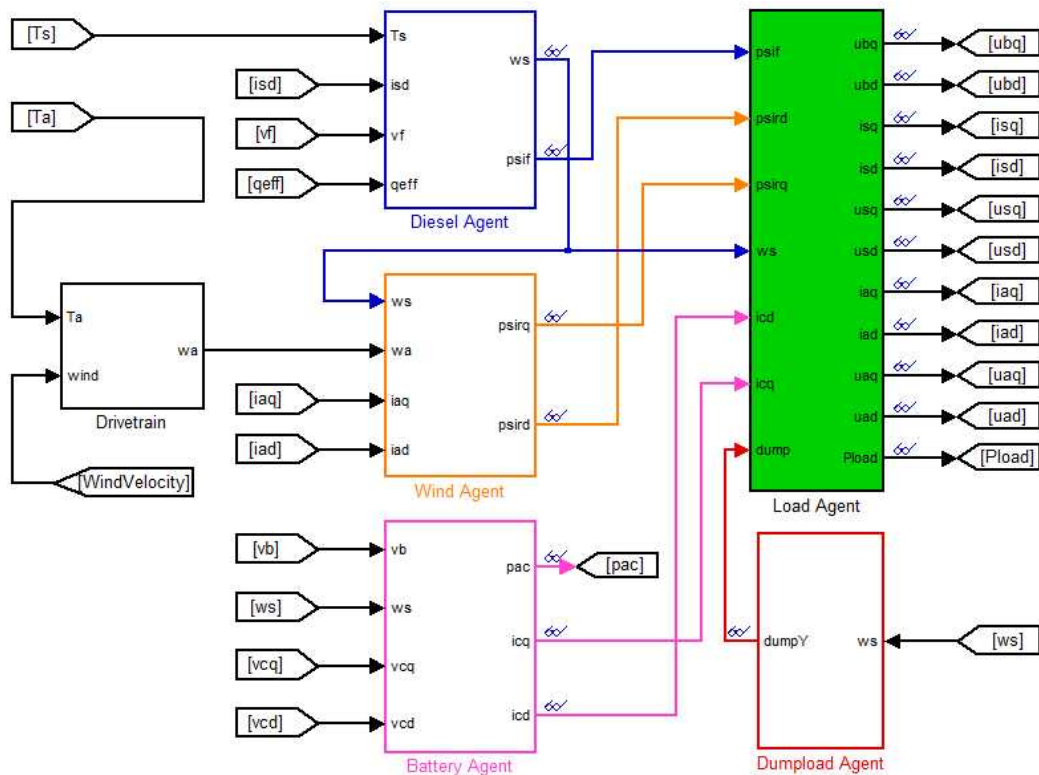 [Ts]
[isd]
[Ta]
[vf]
[qeff]
Ts
isd
vf
qeff
ws
psif
Diesel Agent
Ta
wind
wa
Drivetrain
[WindVelocity]
[iaq]
[iad]
ws
wa
iaq
iad
psirq
psird
Wind Agent
[vb]
[ws]
[vcq]
[vcd]
vb
ws
vcq
vcd
pac
icq
icd
Battery Agent
[pac]
psif
psird
psirq
ws
icd
icq
dump
ubq
ubd
isq
isd
usq
usd
iaq
iad
uaq
uad
Pload
Load Agent
[ubq]
[ubd]
[isq]
[isd]
[usq]
[usd]
[iaq]
[iad]
[uaq]
[uad]
[Pload]
dumpY
ws
Dumpload Agent
[ws]